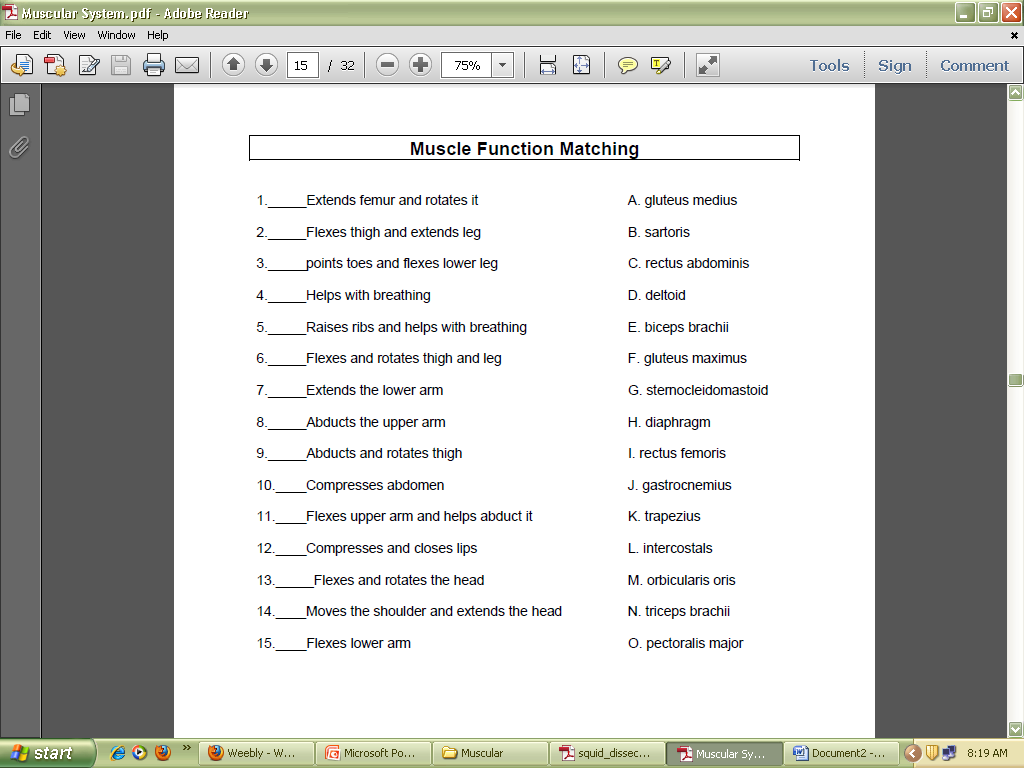 Muscular System.pdf - Adobe Reader
File Edit View Window Help
15 / 32 75% Tools Sign Comment
Muscle Function Matching
1._____Extends femur and rotates it A. gluteus medius
2._____Flexes thigh and extends leg B. sartoris
3._____points toes and flexes lower leg C. rectus abdominis
4._____Helps with breathing D. deltoid
5._____Raises ribs and helps with breathing E. biceps brachii
6._____Flexes and rotates thigh and leg F. gluteus maximus
7._____Extends the lower arm G. sternocleidomastoid
8._____Abducts the upper arm H. diaphragm
9._____Abducts and rotates thigh I. rectus femoris
10.____Compresses abdomen J. gastrocnemius
11.____Flexes upper arm and helps abduct it K. trapezius
12.____Compresses and closes lips L. intercostals
13._____Flexes and rotates the head M. orbicularis oris
14.____Moves the shoulder and extends the head N. triceps brachii
15.____Flexes lower arm O. pectoralis major
start » Weebly - W... Microsoft Po... Muscular squid_dissec... Muscular Sy... Document2 -... 8:19 AM